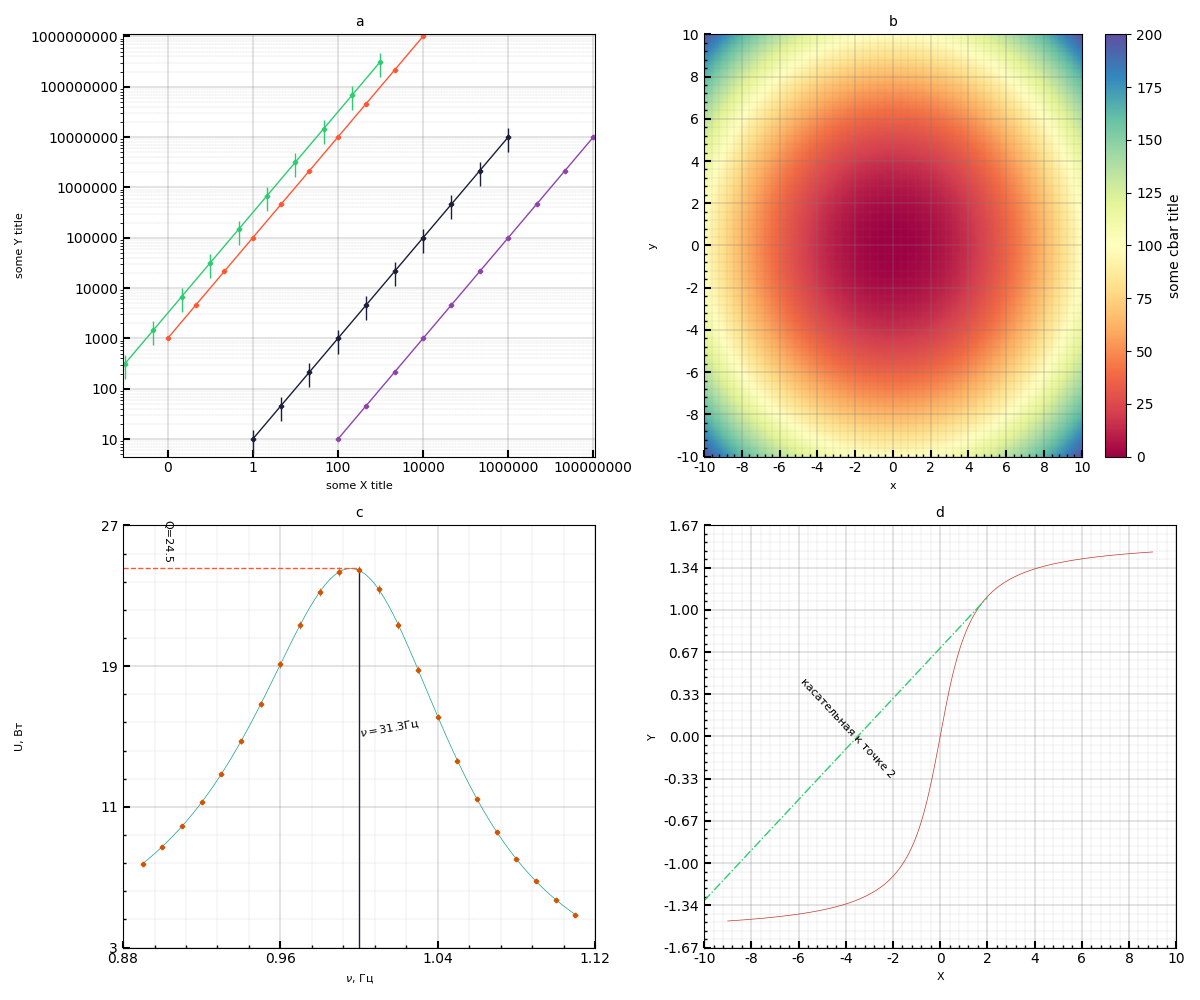 a
1000000000
100000000
10000000
1000000
100000
10000
1000
100
10
some Y title
0 1 100 10000 1000000 100000000
some X title
b
10
8
6
4
2
0
-2
-4
-6
-8
-10
y
-10 -8 -6 -4 -2 0 2 4 6 8 10
x
200
175
150
125
100
75
50
25
0
some cbar title
c
27
19
11
3
U, Вт
Q=24.5
ν = 31.3Гц
0.88 0.96 1.04 1.12
ν, Гц
d
1.67
1.34
1.00
0.67
0.33
0.00
-0.33
-0.67
-1.00
-1.34
-1.67
Y
касательная к точке 2
-10 -8 -6 -4 -2 0 2 4 6 8 10
X